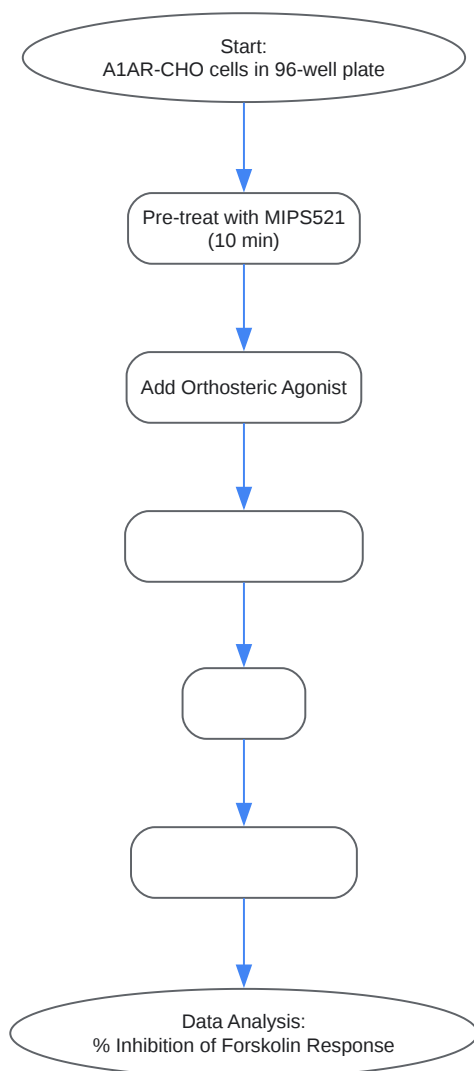 Start:
A1AR-CHO cells in 96-well plate
Pre-treat with MIPS521
(10 min)
Add Orthosteric Agonist
Data Analysis:
% Inhibition of Forskolin Response